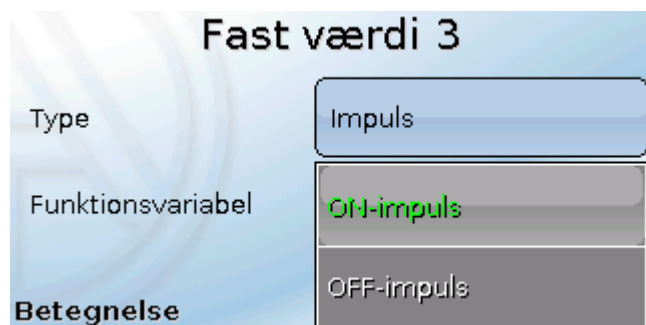 Fast værdi 3
Type Impuls
Funktionsvariabel ON-impuls
OFF-impuls
Betegnelse